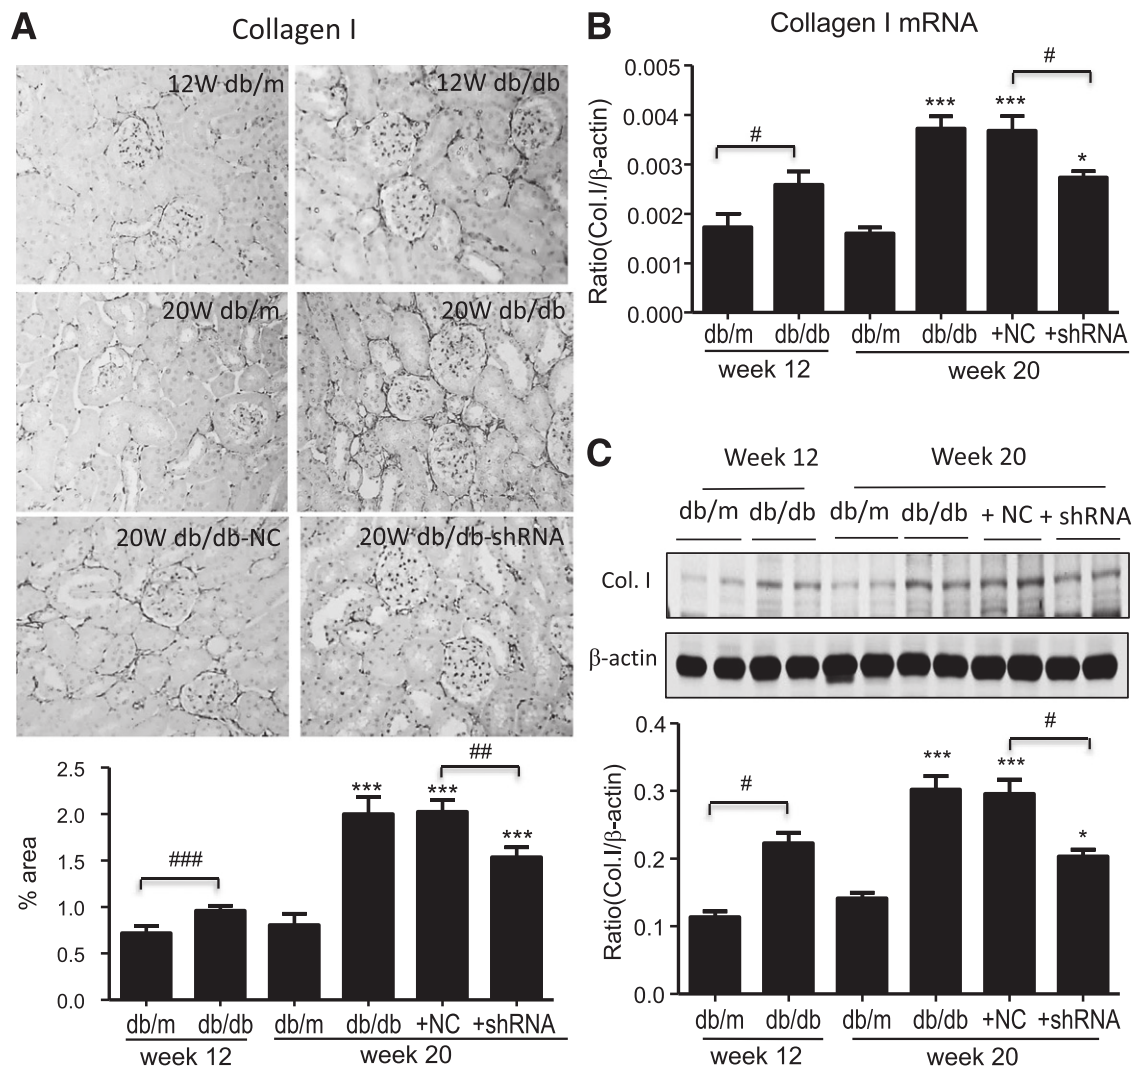 A
Collagen I
12W db/m
12W db/db
20W db/m
20W db/db
20W db/db-NC
20W db/db-shRNA
% area
2.5
2.0
1.5
1.0
0.5
0.0
###
***
***
##
***
db/m db/db db/m db/db +NC +shRNA
week 12 week 20
B
Collagen I mRNA
Ratio(Col.I/β-actin)
0.005
0.004
0.003
0.002
0.001
0.000
#
***
***
#
*
db/m db/db db/m db/db +NC +shRNA
week 12 week 20
C
Week 12 Week 20
db/m db/db db/m db/db + NC + shRNA
Col. I
β-actin
Ratio(Col.I/β-actin)
0.4
0.3
0.2
0.1
0.0
#
***
***
#
*
db/m db/db db/m db/db +NC +shRNA
week 12 week 20